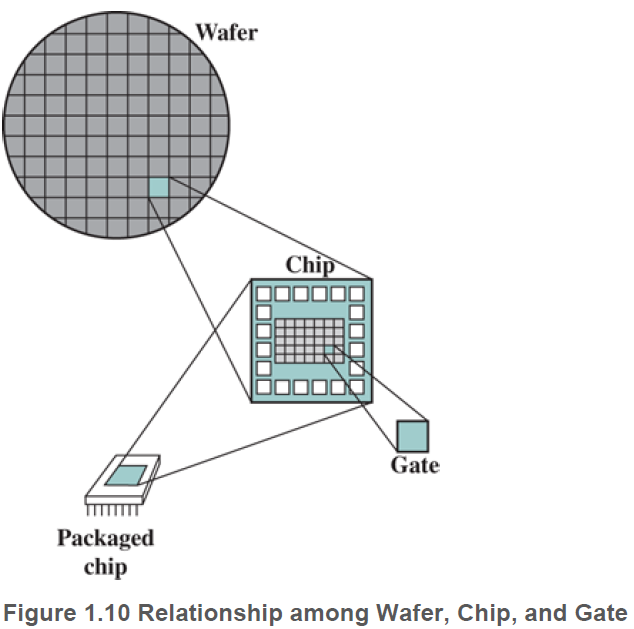 Wafer
Chip
Gate
Packaged
chip
Figure 1.10 Relationship among Wafer, Chip, and Gate